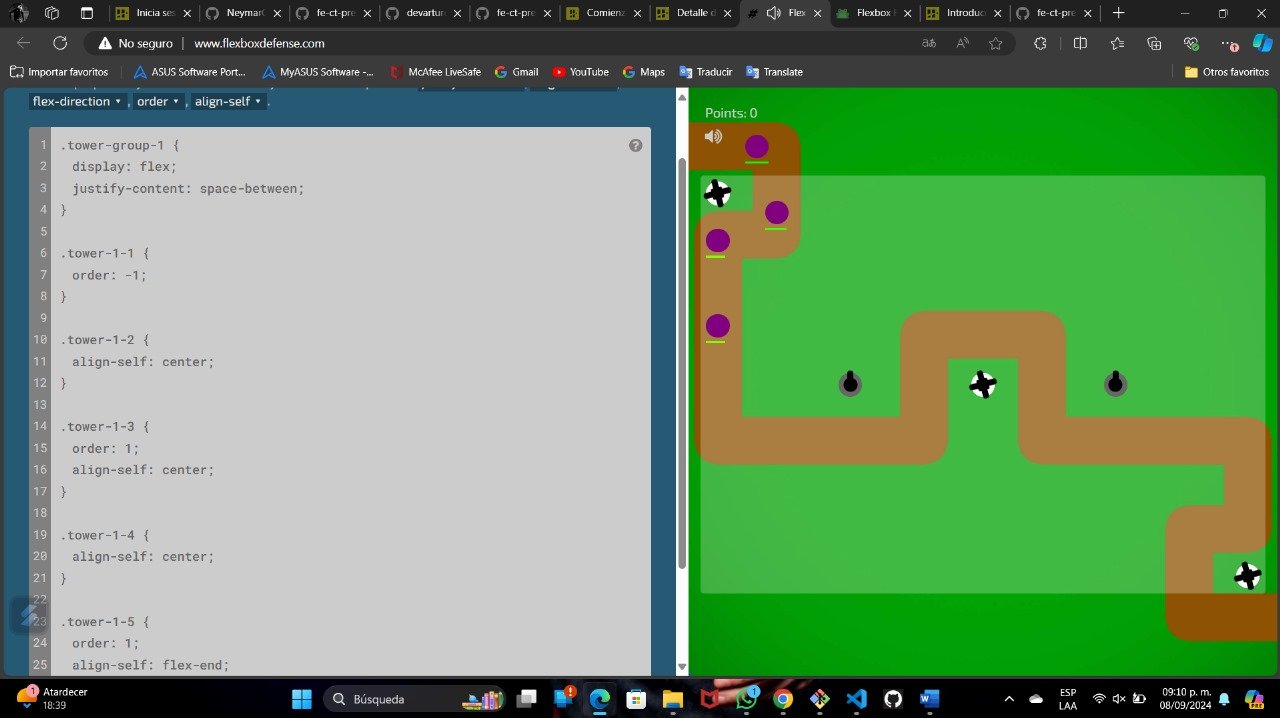 Inicia ses
NeymarC
fe-ct-pre
devartun
fe-ct-pre
Comienz
Detalle d
Flex
Flexbox
Introduc
fe-ct-pre
No seguro
www.flexboxdefense.com
Importar favoritos
ASUS Software Port...
MyASUS Software -...
McAfee LiveSafe
Gmail
YouTube
Maps
Traducir
Translate
Otros favoritos
flex-direction ▾ , order ▾ , align-self ▾ .
Points: 0
1 .tower-group-1 {
2 display: flex;
3 justify-content: space-between;
4 }
5
6 .tower-1-1 {
7 order: -1;
8 }
9
10 .tower-1-2 {
11 align-self: center;
12 }
13
14 .tower-1-3 {
15 order: 1;
16 align-self: center;
17 }
18
19 .tower-1-4 {
20 align-self: center;
21 }
22
23 .tower-1-5 {
24 order: 1;
25 align-self: flex-end;
1
Atardecer
18:39
Búsqueda
1
ESP
LAA
09:10 p. m.
08/09/2024